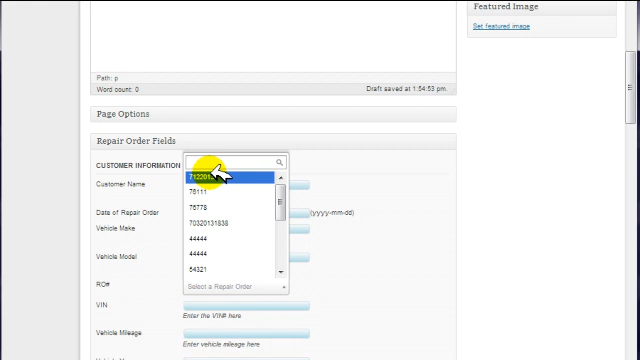 Featured Image
Set featured image
Path: p
Word count: 0
Draft saved at 1:54:53 pm.
Page Options
Repair Order Fields
CUSTOMER INFORMATION
Customer Name
78111
76778
Date of Repair Order
(yyyy-mm-dd)
70320131838
Vehicle Make
44444
44444
Vehicle Model
54321
RO#
Select a Repair Order
VIN
Enter the VIN# here
Vehicle Mileage
Enter vehicle mileage here